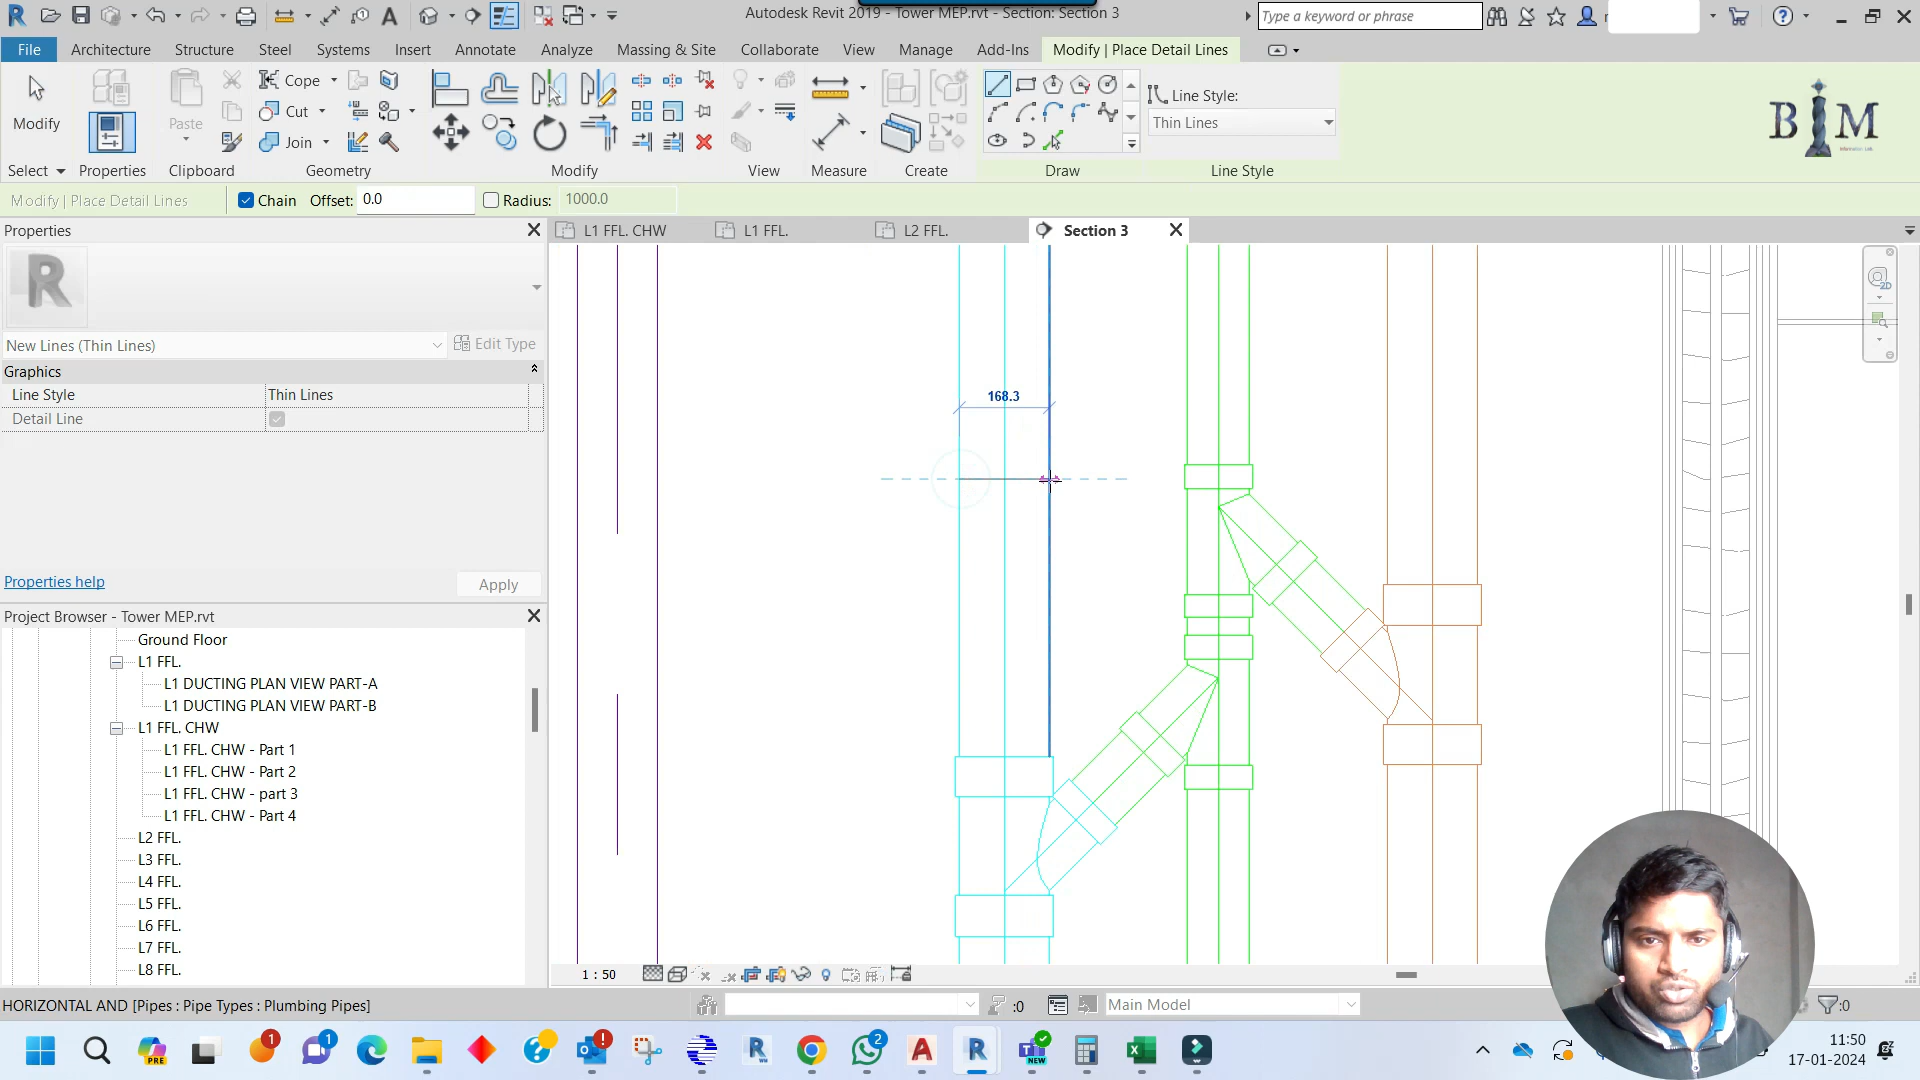 Autodesk Revit 2019 - Tower MEP.rvt - Section: Section 3
Type a keyword or phrase
File
Architecture
Structure
Steel
Systems
Insert
Annotate
Analyze
Massing & Site
Collaborate
View
Manage
Add-Ins
Modify | Place Detail Lines
Modify
Paste
Cope
Cut
Join
Line Style:
Thin Lines
BIM
Select
Properties
Clipboard
Geometry
Modify
View
Measure
Create
Draw
Line Style
Modify | Place Detail Lines
Chain
Offset:
0.0
Radius:
1000.0
Properties
L1 FFL. CHW
L1 FFL.
L2 FFL.
Section 3
R
New Lines (Thin Lines)
Edit Type
Graphics
Line Style
Thin Lines
Detail Line
168.3
2D
Properties help
Apply
Project Browser - Tower MEP.rvt
Ground Floor
L1 FFL.
L1 DUCTING PLAN VIEW PART-A
L1 DUCTING PLAN VIEW PART-B
L1 FFL. CHW
L1 FFL. CHW - Part 1
L1 FFL. CHW - Part 2
L1 FFL. CHW - part 3
L1 FFL. CHW - Part 4
L2 FFL.
L3 FFL.
L4 FFL.
L5 FFL.
L6 FFL.
L7 FFL.
L8 FFL.
1 : 50
HORIZONTAL AND [Pipes : Pipe Types : Plumbing Pipes]
:0
Main Model
:0
PRE
1
1
2
NEW
11:50
17-01-2024